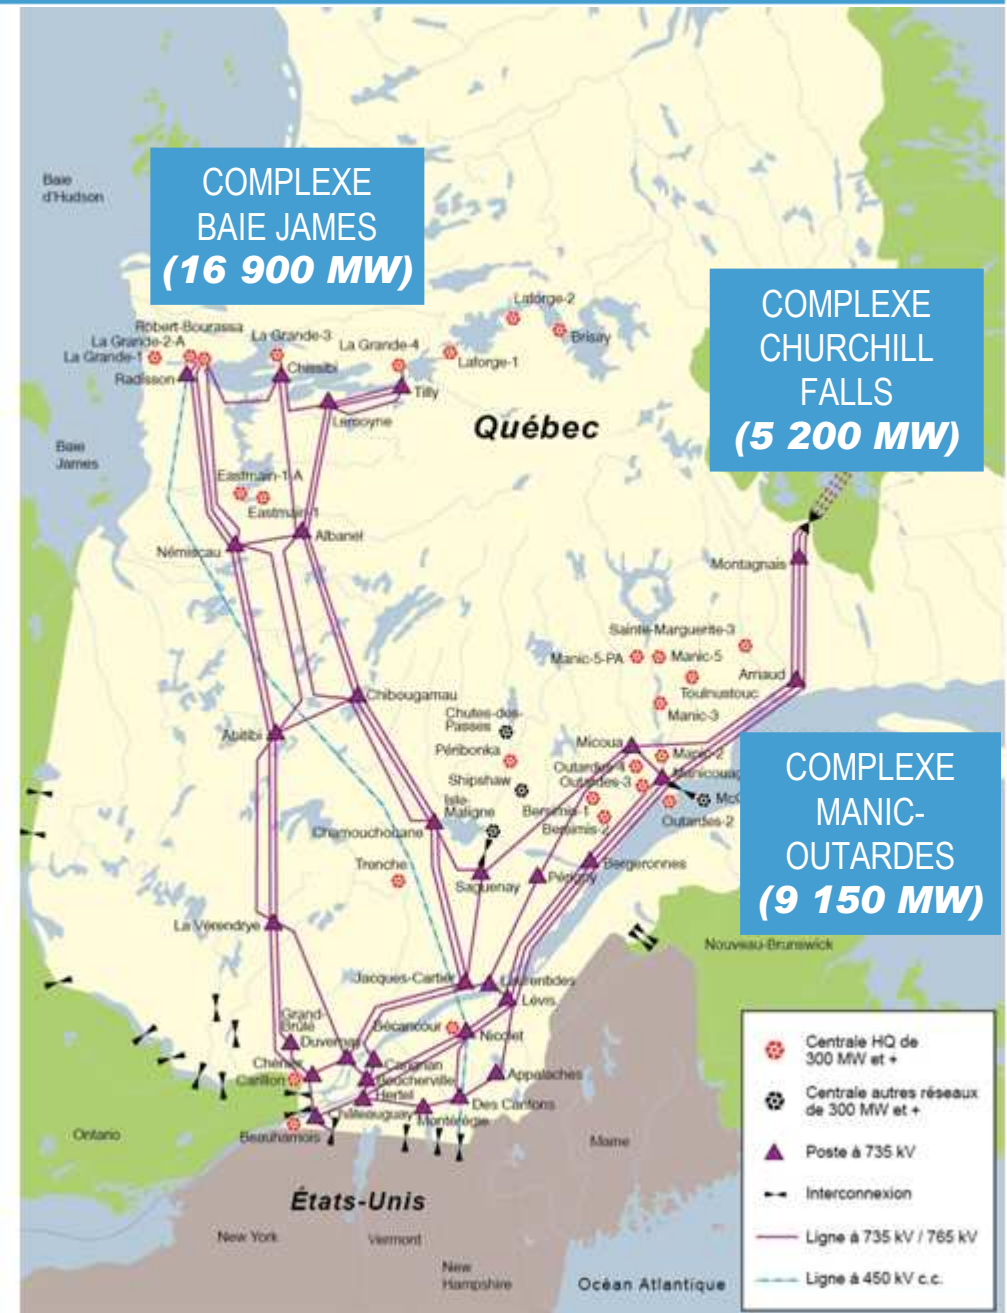 Baie
d'Hudson
COMPLEXE
BAIE JAMES
(16 900 MW)
COMPLEXE
CHURCHILL
FALLS
(5 200 MW)
Laforge-2
Brisay
Robert-Bourassa
La Grande-2-A
La Grande-1
La Grande-3
La Grande-4
Laforge-1
Radisson
Chissibi
Tilly
Lemoyne
Québec
Baie
James
Eastmain-1-A
Eastmain-1
Albanel
Némiscau
Montagnais
Sainte-Marguerite-3
Manic-5-PA
Manic-5
Arnaud
Toulnustouc
Manic-3
Chibougamau
Chutes-des-
Passes
Abitibi
Péribonka
Micoua
Manic-2
Outardes-4
Outardes-3
Shipshaw
Isle-
Maligne
Bersimis-1
Bersimis-2
Outardes-2
COMPLEXE
MANIC-
OUTARDES
(9 150 MW)
Chamouchouane
Trenche
Saguenay
Périgny
Bergeronnes
La Vérendrye
Nouveau-Brunswick
Jacques-Cartier
Laurentides
Lévis
Grand-
Brûlé
Duvernay
Bécancour
Nicolet
Chénier
Carillon
Carignan
Boucherville
Hertel
Appalaches
Châteauguay
Montérégie
Des Cantons
Beauharnois
Ontario
Maine
États-Unis
New York
Vermont
New
Hampshire
Océan Atlantique
Centrale HQ de
300 MW et +
Centrale autres réseaux
de 300 MW et +
Poste à 735 kV
Interconnexion
Ligne à 735 kV / 765 kV
Ligne à 450 kV c.c.